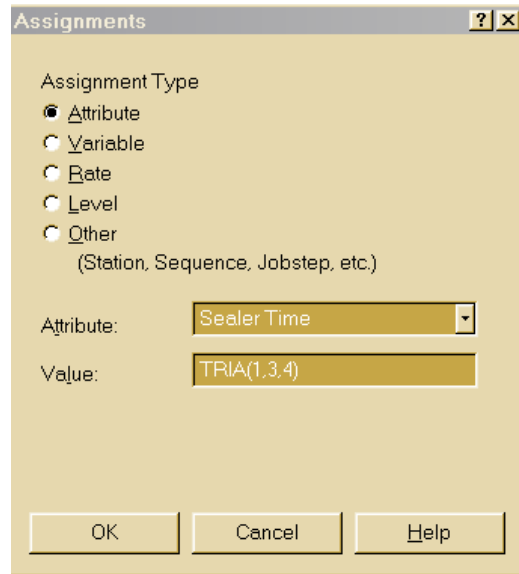 Assignments
Assignment Type
Attribute
Variable
Rate
Level
Other
(Station, Sequence, Jobstep, etc.)
Attribute: Sealer Time
Value: TRIA(1,3,4)
OK Cancel Help